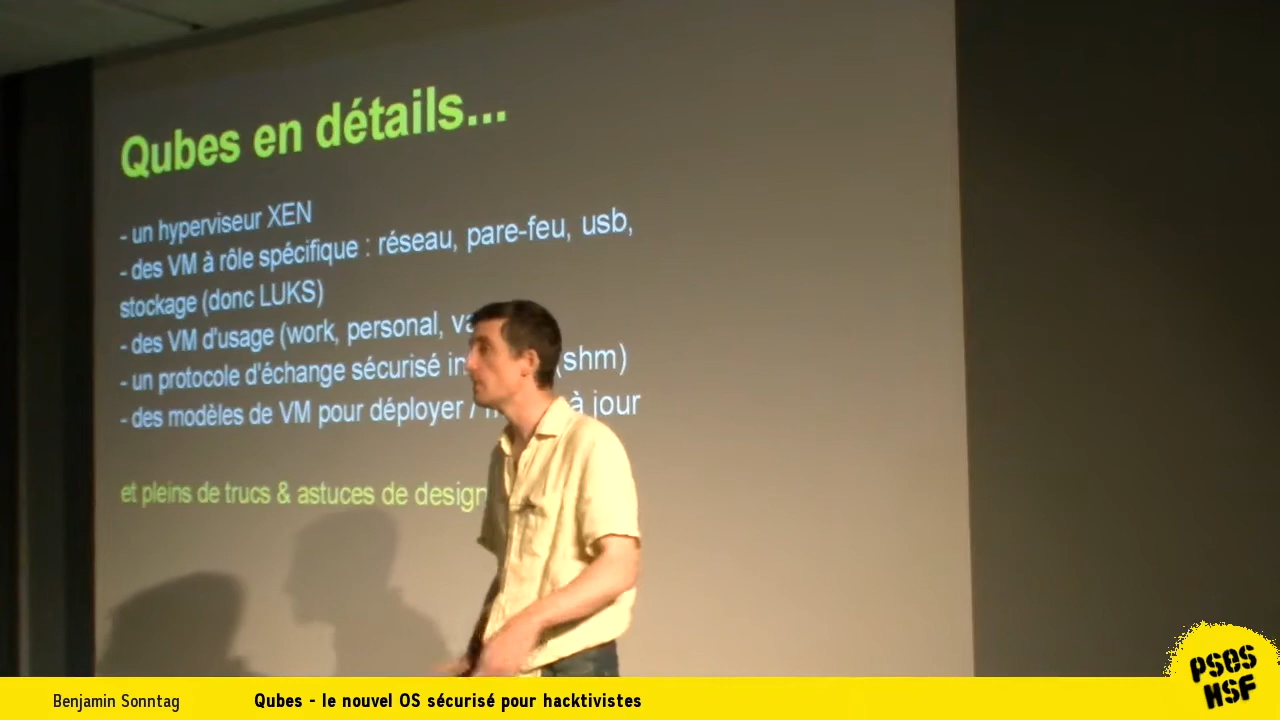 Qubes en détails...
- un hyperviseur XEN
- des VM à rôle spécifique : réseau, pare-feu, usb,
stockage (donc LUKS)
- des VM d'usage (work, personal,
- un protocole d'échange sécurisé (shm)
- des modèles de VM pour déployer / à jour
et pleins de trucs & astuces de design
PSES
HSF
Benjamin Sonntag
Qubes - le nouvel OS sécurisé pour hacktivistes